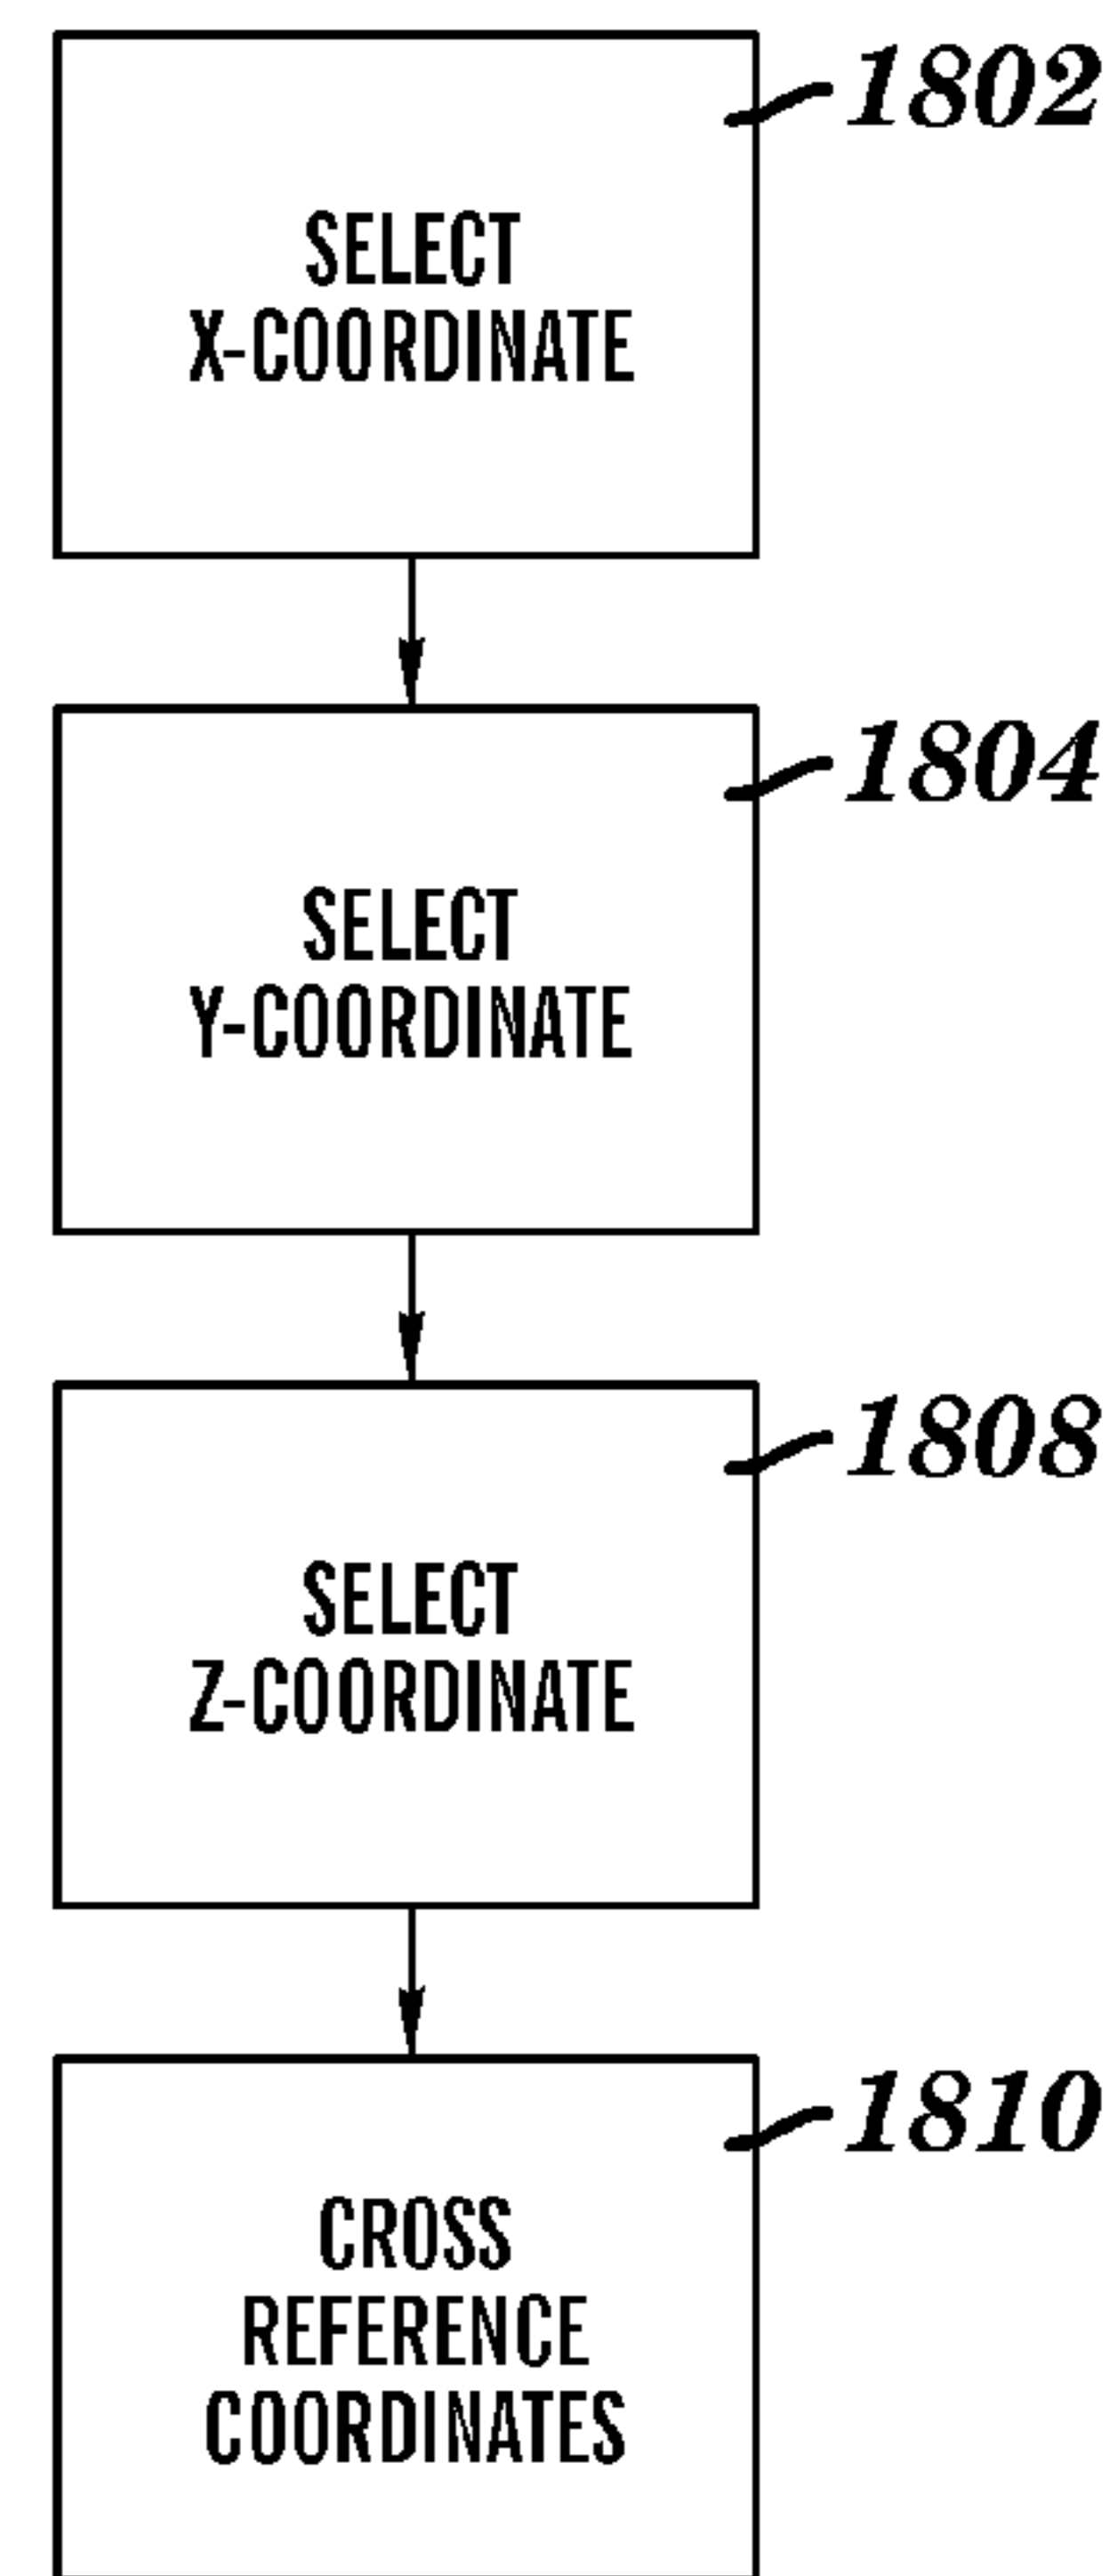 1802
SELECT
X-COORDINATE
1804
SELECT
Y-COORDINATE
1808
SELECT
Z-COORDINATE
1810
CROSS
REFERENCE
COORDINATES